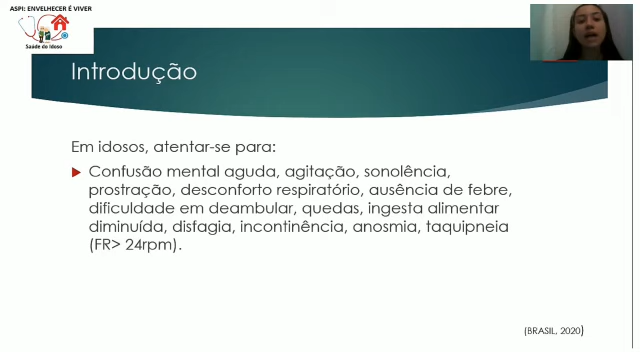 ASPI: ENVELHECER É VIVER
Saúde do Idoso
Introdução
Em idosos, atentar-se para:
Confusão mental aguda, agitação, sonolência,
prostração, desconforto respiratório, ausência de febre,
dificuldade em deambular, quedas, ingesta alimentar
diminuída, disfagia, incontinência, anosmia, taquipneia
(FR> 24rpm).
(BRASIL, 2020)